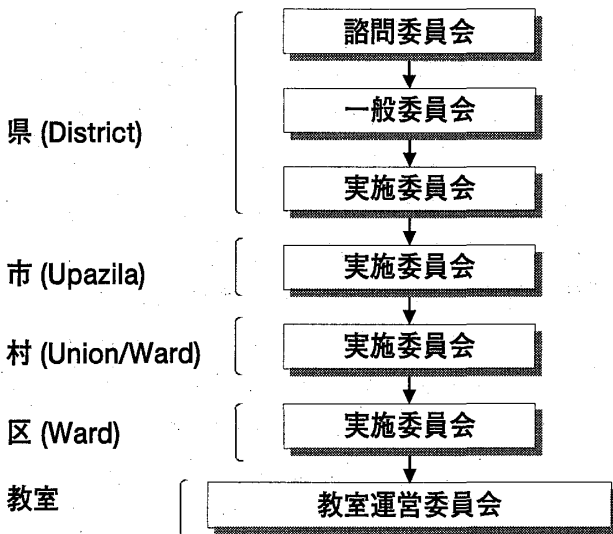 諮問委員会
県 (District)
一般委員会
実施委員会
市 (Upazila)
実施委員会
村 (Union/Ward)
実施委員会
区 (Ward)
実施委員会
教室
教室運営委員会